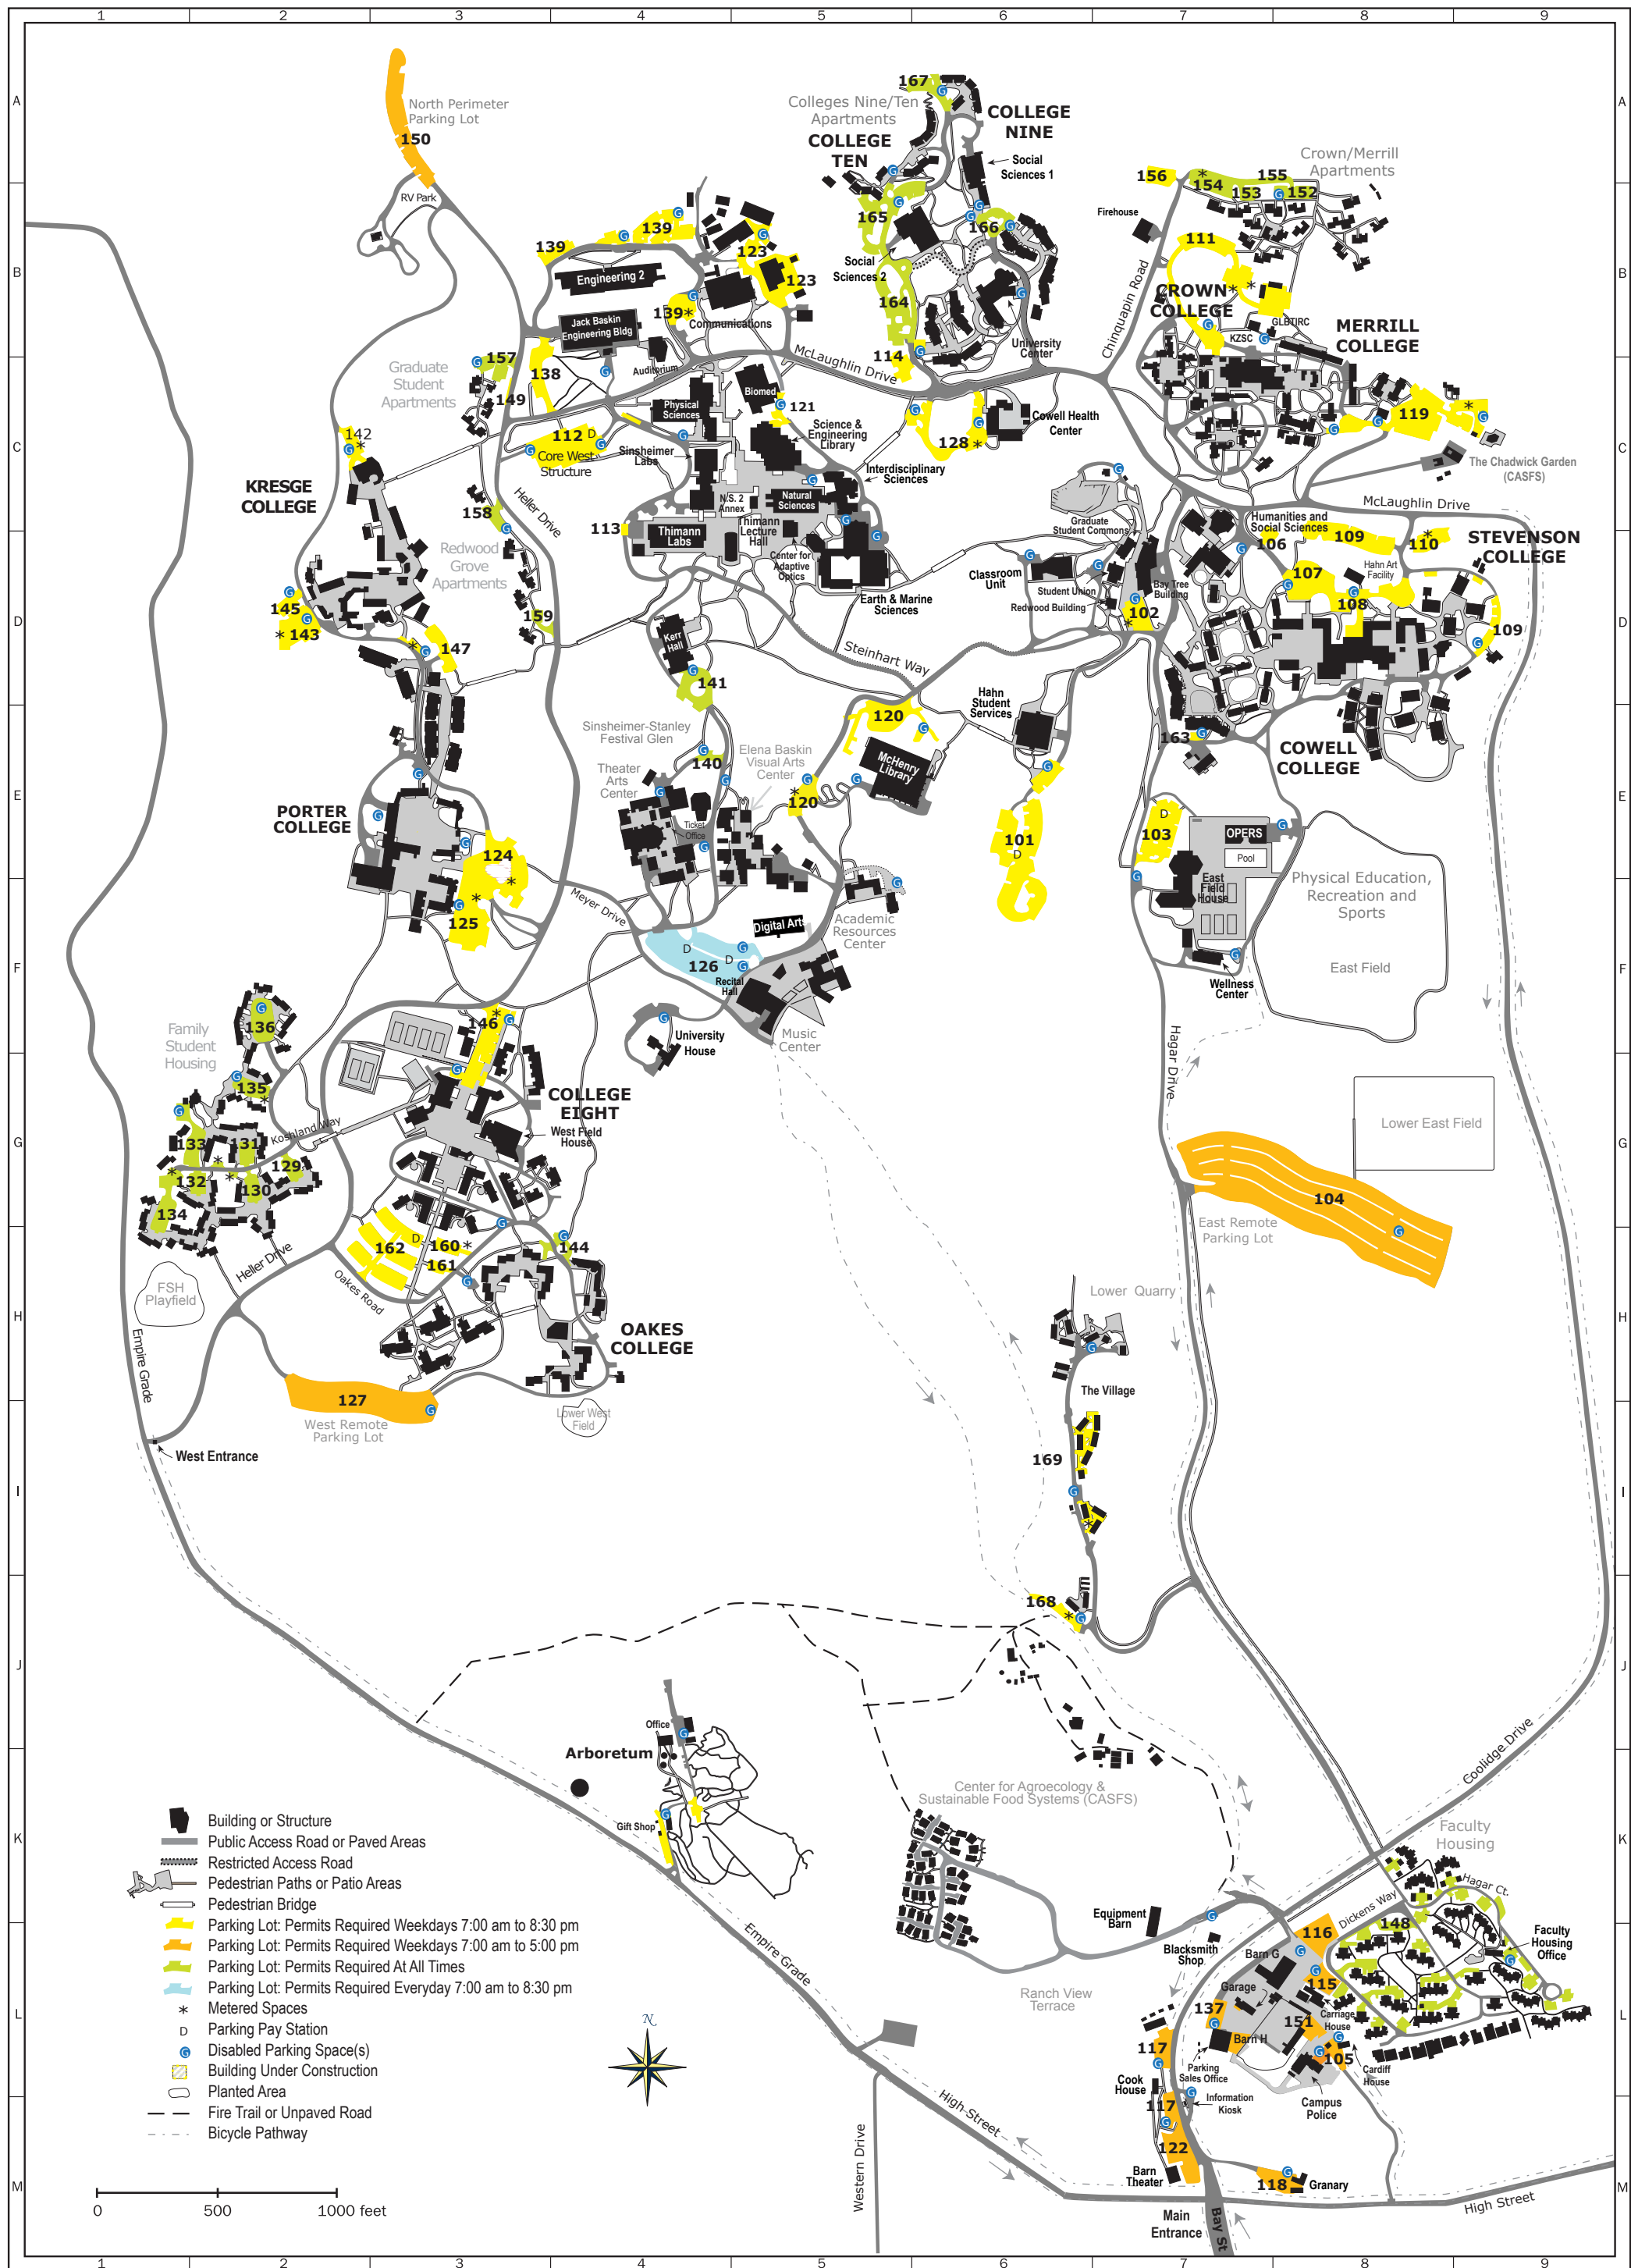 1 2 3 4 5 6 7 8 9
A
A
North Perimeter
Parking Lot
150
RV Park
Colleges Nine/Ten
Apartments
167
COLLEGE
NINE
COLLEGE
TEN
Social
Sciences 1
165
166
Social
Sciences 2
164
University
Center
114
156
* 154
155
153
152
Crown/Merrill
Apartments
Firehouse
111
Chinquapin Road
CROWN*
COLLEGE
*
GLBTIRC
KZSC
MERRILL
COLLEGE
B
B
139
139
123
123
Engineering 2
139*
Communications
Jack Baskin
Engineering Bldg
Auditorium
McLaughlin Drive
Graduate
Student
Apartments
157
149
138
Biomed
Physical
Sciences
121
Science &
Engineering
Library
112 D
Core West
Structure
Sinsheimer
Labs
Interdisciplinary
Sciences
128 *
Cowell Health
Center
119
*
The Chadwick Garden
(CASFS)
McLaughlin Drive
C
C
142
*
KRESGE
COLLEGE
158
Heller Drive
N.S. 2
Annex
Natural
Sciences
113
Thimann
Labs
Thimann
Lecture
Hall
Center for
Adaptive
Optics
Earth & Marine
Sciences
Graduate
Student Commons
Classroom
Unit
Student Union
Redwood Building
Bay Tree
Building
102
*
Humanities and
Social Sciences
106
109
*
110
STEVENSON
COLLEGE
107
Hahn Art
Facility
108
109
D
D
Redwood
Grove
Apartments
145
* 143
159
*
147
Kerr
Hall
141
Steinhart Way
Hahn
Student
Services
120
163
COWELL
COLLEGE
Sinsheimer-Stanley
Festival Glen
140
Theater
Arts
Center
Elena Baskin
Visual Arts
Center
McHenry
Library
*
120
Ticket
Office
E
E
PORTER
COLLEGE
124
*
*
125
101
D
D
103
OPERS
Pool
East
Field
House
Physical Education,
Recreation and
Sports
East Field
Wellness
Center
Meyer Drive
Digital Arts
Academic
Resources
Center
D
D
126
Recital
Hall
Music
Center
University
House
F
F
136
Family
Student
Housing
*
146
135
*
Koshland Way
133
131
*
*
*
129
132
130
134
COLLEGE
EIGHT
West Field
House
Hagar Drive
Lower East Field
104
East Remote
Parking Lot
G
G
D
162
160 *
161
144
Heller Drive
Oakes Road
FSH
Playfield
OAKES
COLLEGE
Lower Quarry
The Village
H
H
Empire Grade
127
West Remote
Parking Lot
Lower West
Field
West Entrance
169
*
I
I
168
*
J
J
Office
Arboretum
Gift Shop
Center for Agroecology &
Sustainable Food Systems (CASFS)
Coolidge Drive
Faculty
Housing
K
K
Building or Structure
Public Access Road or Paved Areas
Restricted Access Road
Pedestrian Paths or Patio Areas
Pedestrian Bridge
Parking Lot: Permits Required Weekdays 7:00 am to 8:30 pm
Parking Lot: Permits Required Weekdays 7:00 am to 5:00 pm
Parking Lot: Permits Required At All Times
Parking Lot: Permits Required Everyday 7:00 am to 8:30 pm
* Metered Spaces
D Parking Pay Station
G Disabled Parking Space(s)
Building Under Construction
Planted Area
Fire Trail or Unpaved Road
Bicycle Pathway
0 500 1000 feet
N
Empire Grade
Equipment
Barn
Blacksmith
Shop
Ranch View
Terrace
Hagar Ct.
Dickens Way
148
116
Barn G
115
Garage
Faculty
Housing
Office
137
151
Carriage
House
Barn H
117
105
Parking
Sales Office
Cardiff
House
Cook
House
Information
Kiosk
Campus
Police
117
122
Barn
Theater
118
Granary
L
L
High Street
Western Drive
High Street
Main
Entrance
Bay St
M
M
1 2 3 4 5 6 7 8 9